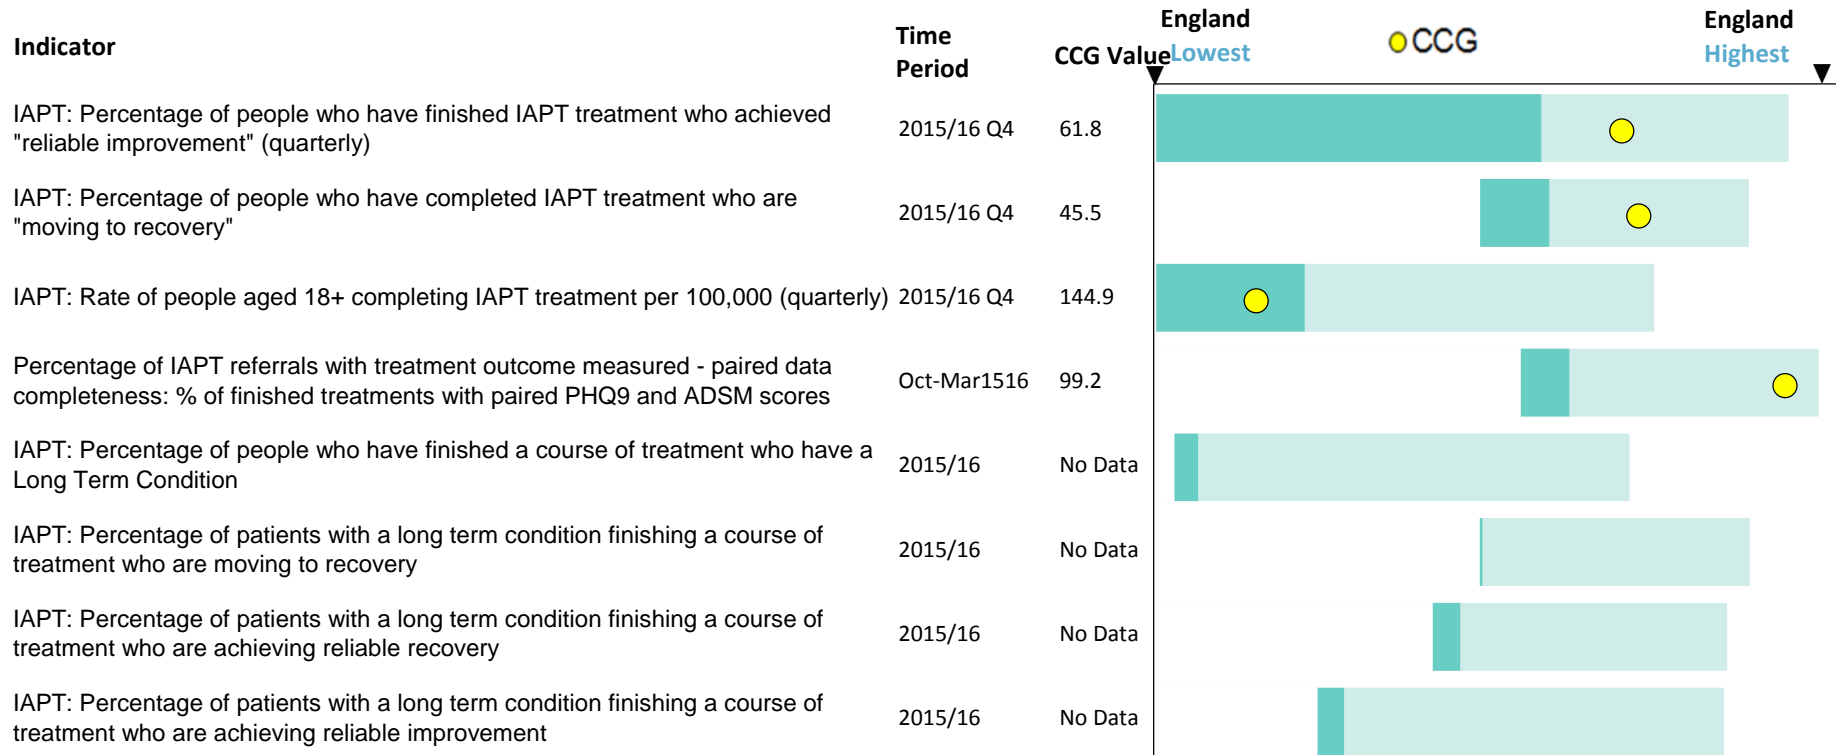 Indicator
Time
Period
CCG Value
England
Lowest
CCG
England
Highest
IAPT: Percentage of people who have finished IAPT treatment who achieved
"reliable improvement" (quarterly)
2015/16 Q4
61.8
IAPT: Percentage of people who have completed IAPT treatment who are
"moving to recovery"
2015/16 Q4
45.5
IAPT: Rate of people aged 18+ completing IAPT treatment per 100,000 (quarterly)
2015/16 Q4
144.9
Percentage of IAPT referrals with treatment outcome measured - paired data
completeness: % of finished treatments with paired PHQ9 and ADSM scores
Oct-Mar1516
99.2
IAPT: Percentage of people who have finished a course of treatment who have a
Long Term Condition
2015/16
No Data
IAPT: Percentage of patients with a long term condition finishing a course of
treatment who are moving to recovery
2015/16
No Data
IAPT: Percentage of patients with a long term condition finishing a course of
treatment who are achieving reliable recovery
2015/16
No Data
IAPT: Percentage of patients with a long term condition finishing a course of
treatment who are achieving reliable improvement
2015/16
No Data